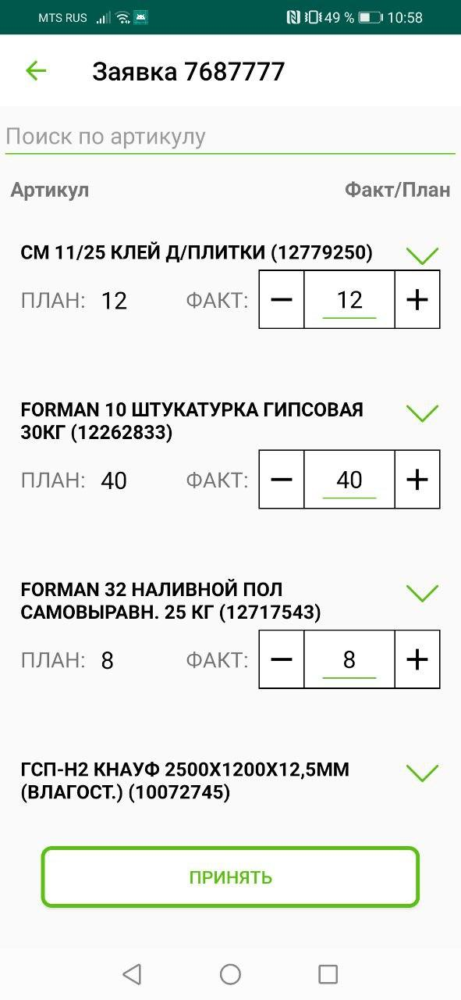 MTS RUS 49 % 10:58
Заявка 7687777
Поиск по артикулу
Артикул Факт/План
CM 11/25 КЛЕЙ Д/ПЛИТКИ (12779250)
ПЛАН: 12 ФАКТ: — 12 +
FORMAN 10 ШТУКАТУРКА ГИПСОВАЯ
30КГ (12262833)
ПЛАН: 40 ФАКТ: — 40 +
FORMAN 32 НАЛИВНОЙ ПОЛ
САМОВЫРАВН. 25 КГ (12717543)
ПЛАН: 8 ФАКТ: — 8 +
ГСП-Н2 КНАУФ 2500Х1200Х12,5ММ
(ВЛАГОСТ.) (10072745)
ПРИНЯТЬ